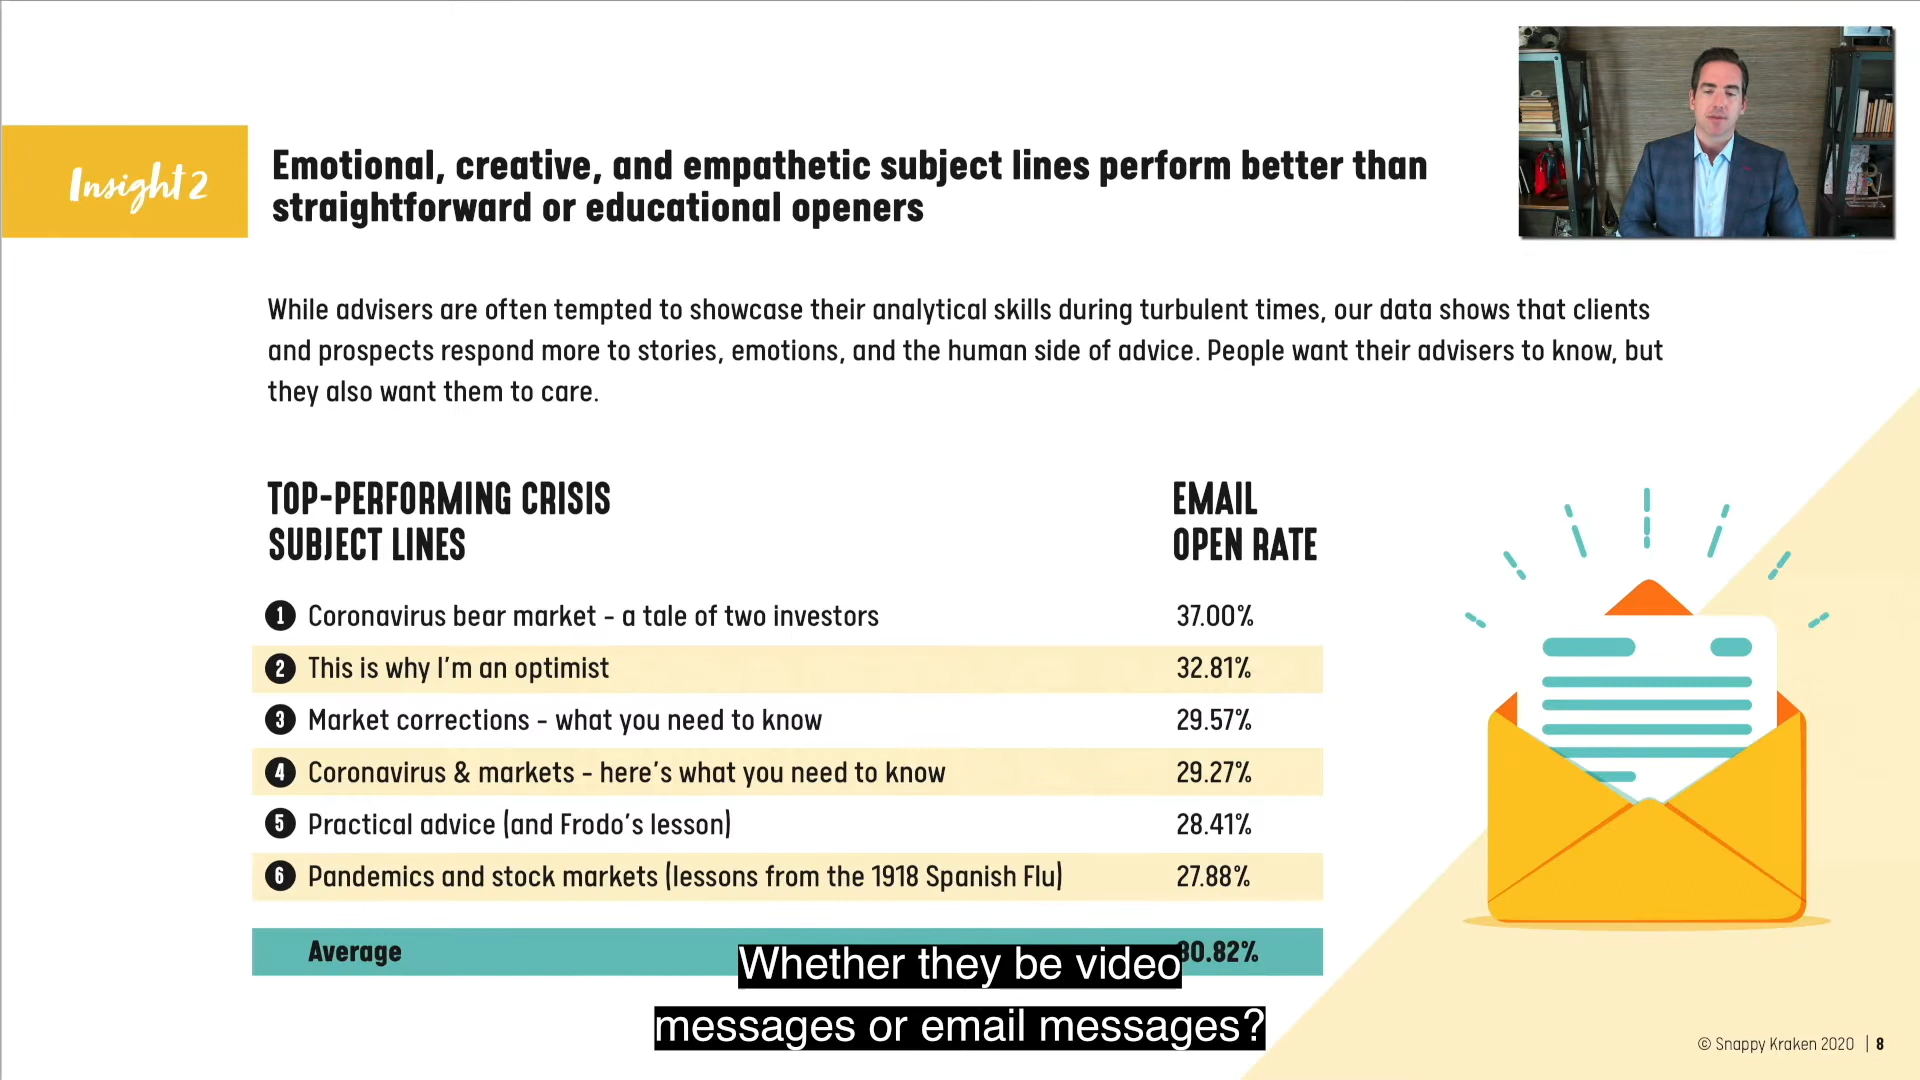 Insight 2
Emotional, creative, and empathetic subject lines perform better than
straightforward or educational openers
While advisers are often tempted to showcase their analytical skills during turbulent times, our data shows that clients
and prospects respond more to stories, emotions, and the human side of advice. People want their advisers to know, but
they also want them to care.
TOP-PERFORMING CRISIS
SUBJECT LINES
EMAIL
OPEN RATE
1 Coronavirus bear market - a tale of two investors 37.00%
2 This is why I'm an optimist 32.81%
3 Market corrections - what you need to know 29.57%
4 Coronavirus & markets - here's what you need to know 29.27%
5 Practical advice (and Frodo's lesson) 28.41%
6 Pandemics and stock markets (lessons from the 1918 Spanish Flu) 27.88%
Average 30.82%
Whether they be video
messages or email messages?
© Snappy Kraken 2020 | 8